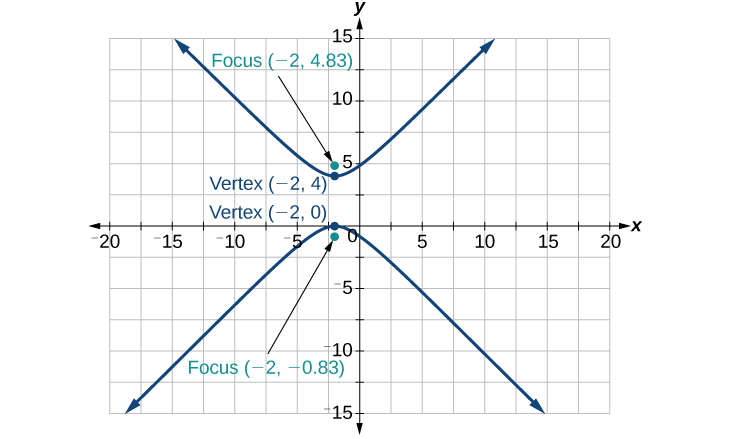 y
15
Focus (−2, 4.83)
10
5
Vertex (−2, 4)
Vertex (−2, 0)
x
−20 −15 −10 −5 0 5 10 15 20
−5
−10
Focus (−2, −0.83)
−15